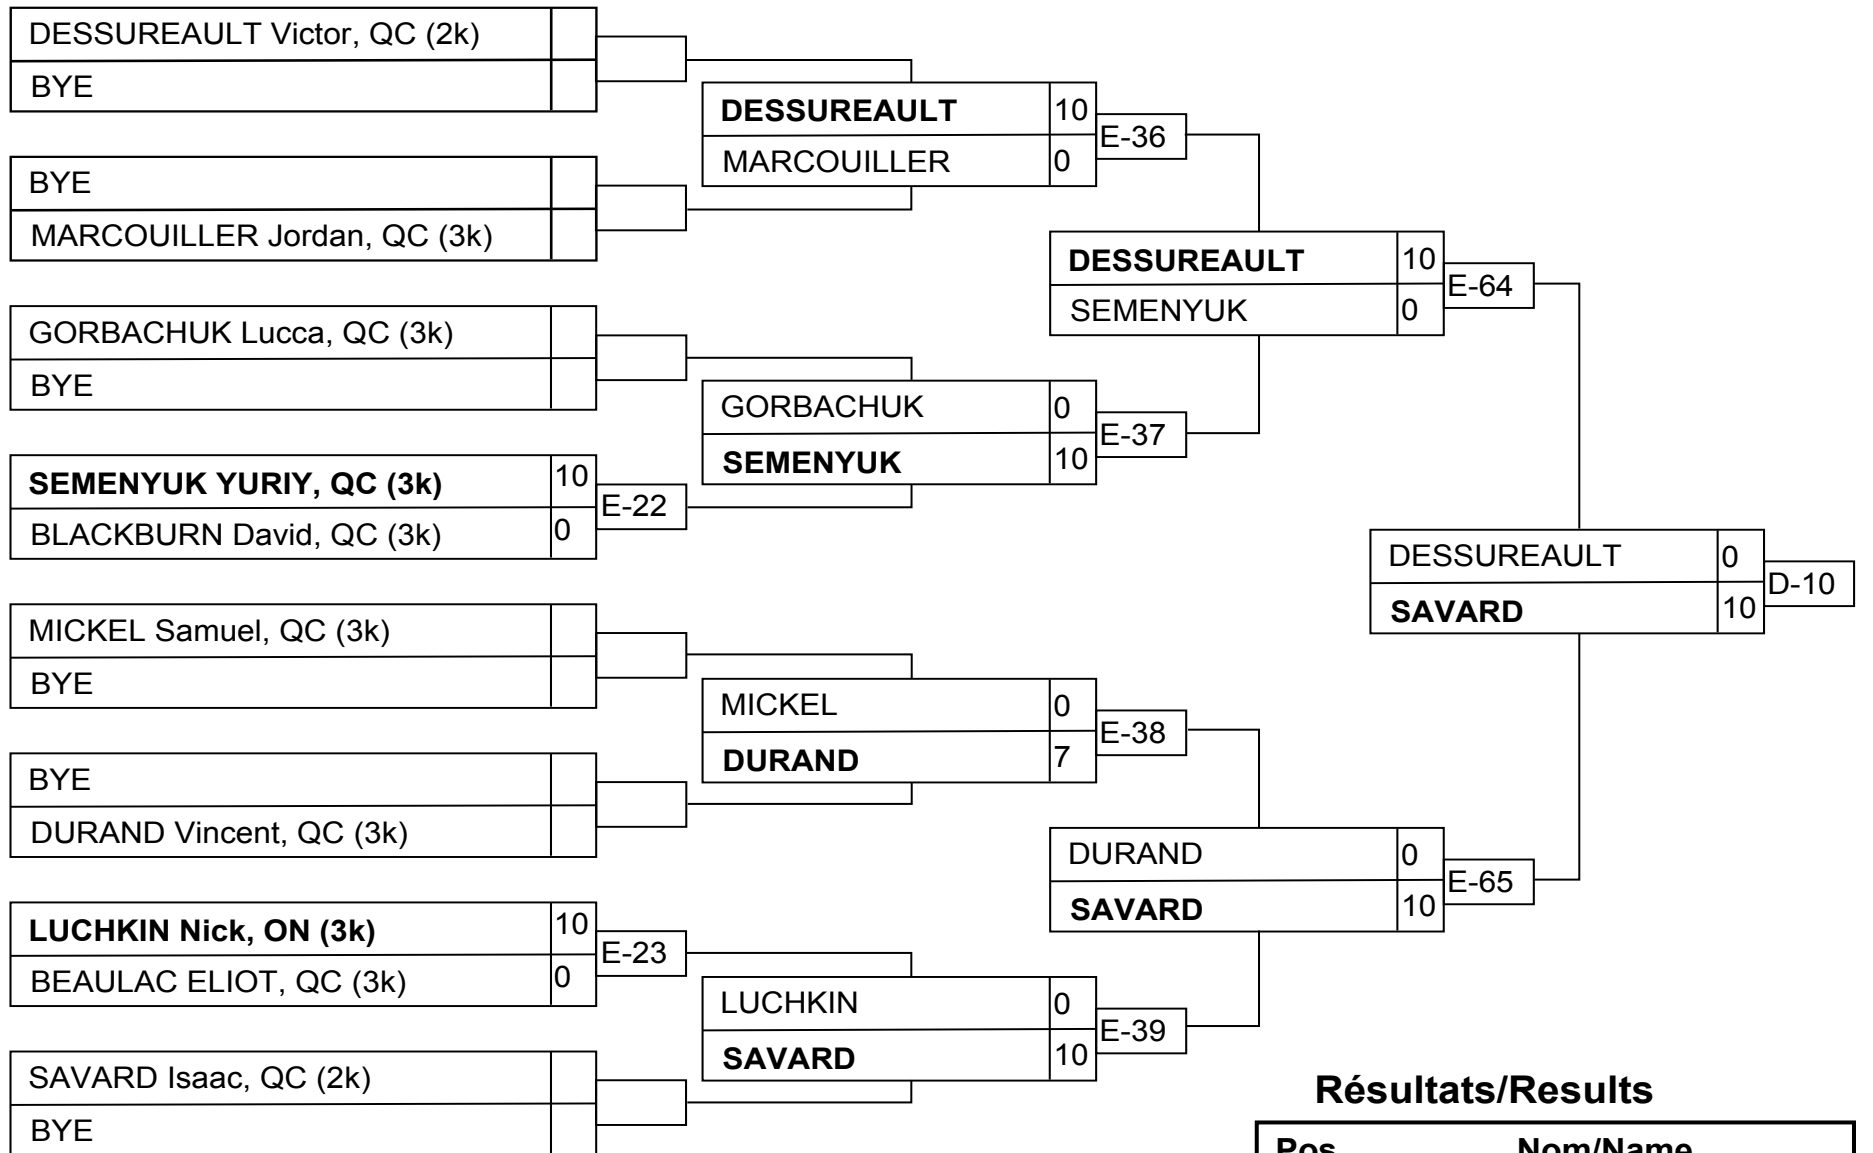 DESSUREAULT Victor, QC (2k)
BYE
BYE
MARCOUILLER Jordan, QC (3k)
GORBACHUK Lucca, QC (3k)
BYE
SEMENYUK YURIY, QC (3k) 10
BLACKBURN David, QC (3k) 0
E-22
MICKEL Samuel, QC (3k)
BYE
BYE
DURAND Vincent, QC (3k)
LUCHKIN Nick, ON (3k) 10
BEAULAC ELIOT, QC (3k) 0
E-23
SAVARD Isaac, QC (2k)
BYE
DESSUREAULT 10
MARCOUILLER 0
E-36
GORBACHUK 0
SEMENYUK 10
E-37
MICKEL 0
DURAND 7
E-38
LUCHKIN 0
SAVARD 10
E-39
DESSUREAULT 10
SEMENYUK 0
E-64
DURAND 0
SAVARD 10
E-65
DESSUREAULT 0
SAVARD 10
D-10
Résultats/Results
Pos Nom/Name